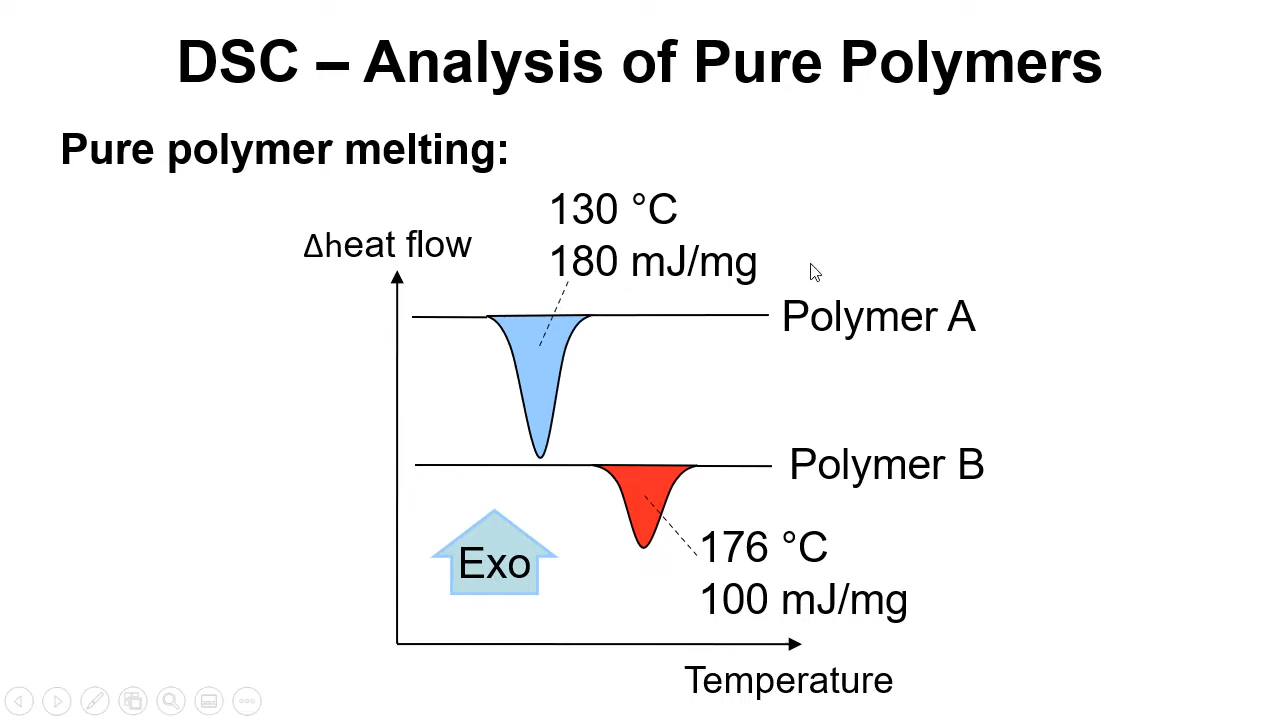 DSC – Analysis of Pure Polymers
Pure polymer melting:
130 °C
180 mJ/mg
Δheat flow
Polymer A
Polymer B
Exo
176 °C
100 mJ/mg
Temperature